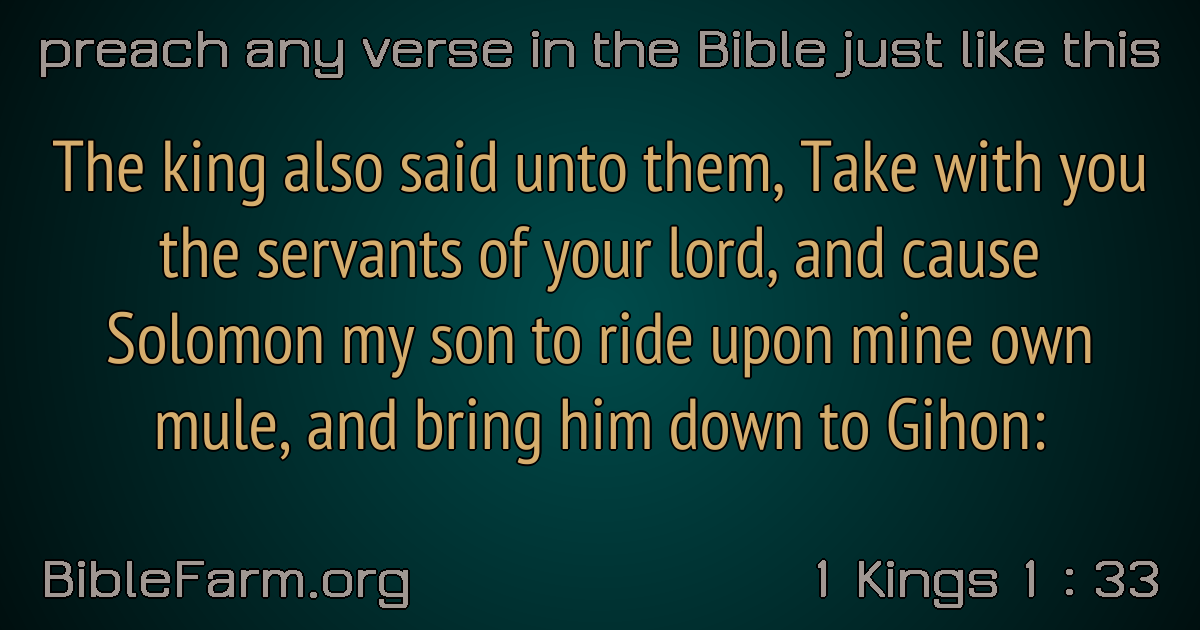 preach any verse in the Bible just like this
The king also said unto them, Take with you
the servants of your lord, and cause
Solomon my son to ride upon mine own
mule, and bring him down to Gihon:
BibleFarm.org
1 Kings 1 : 33